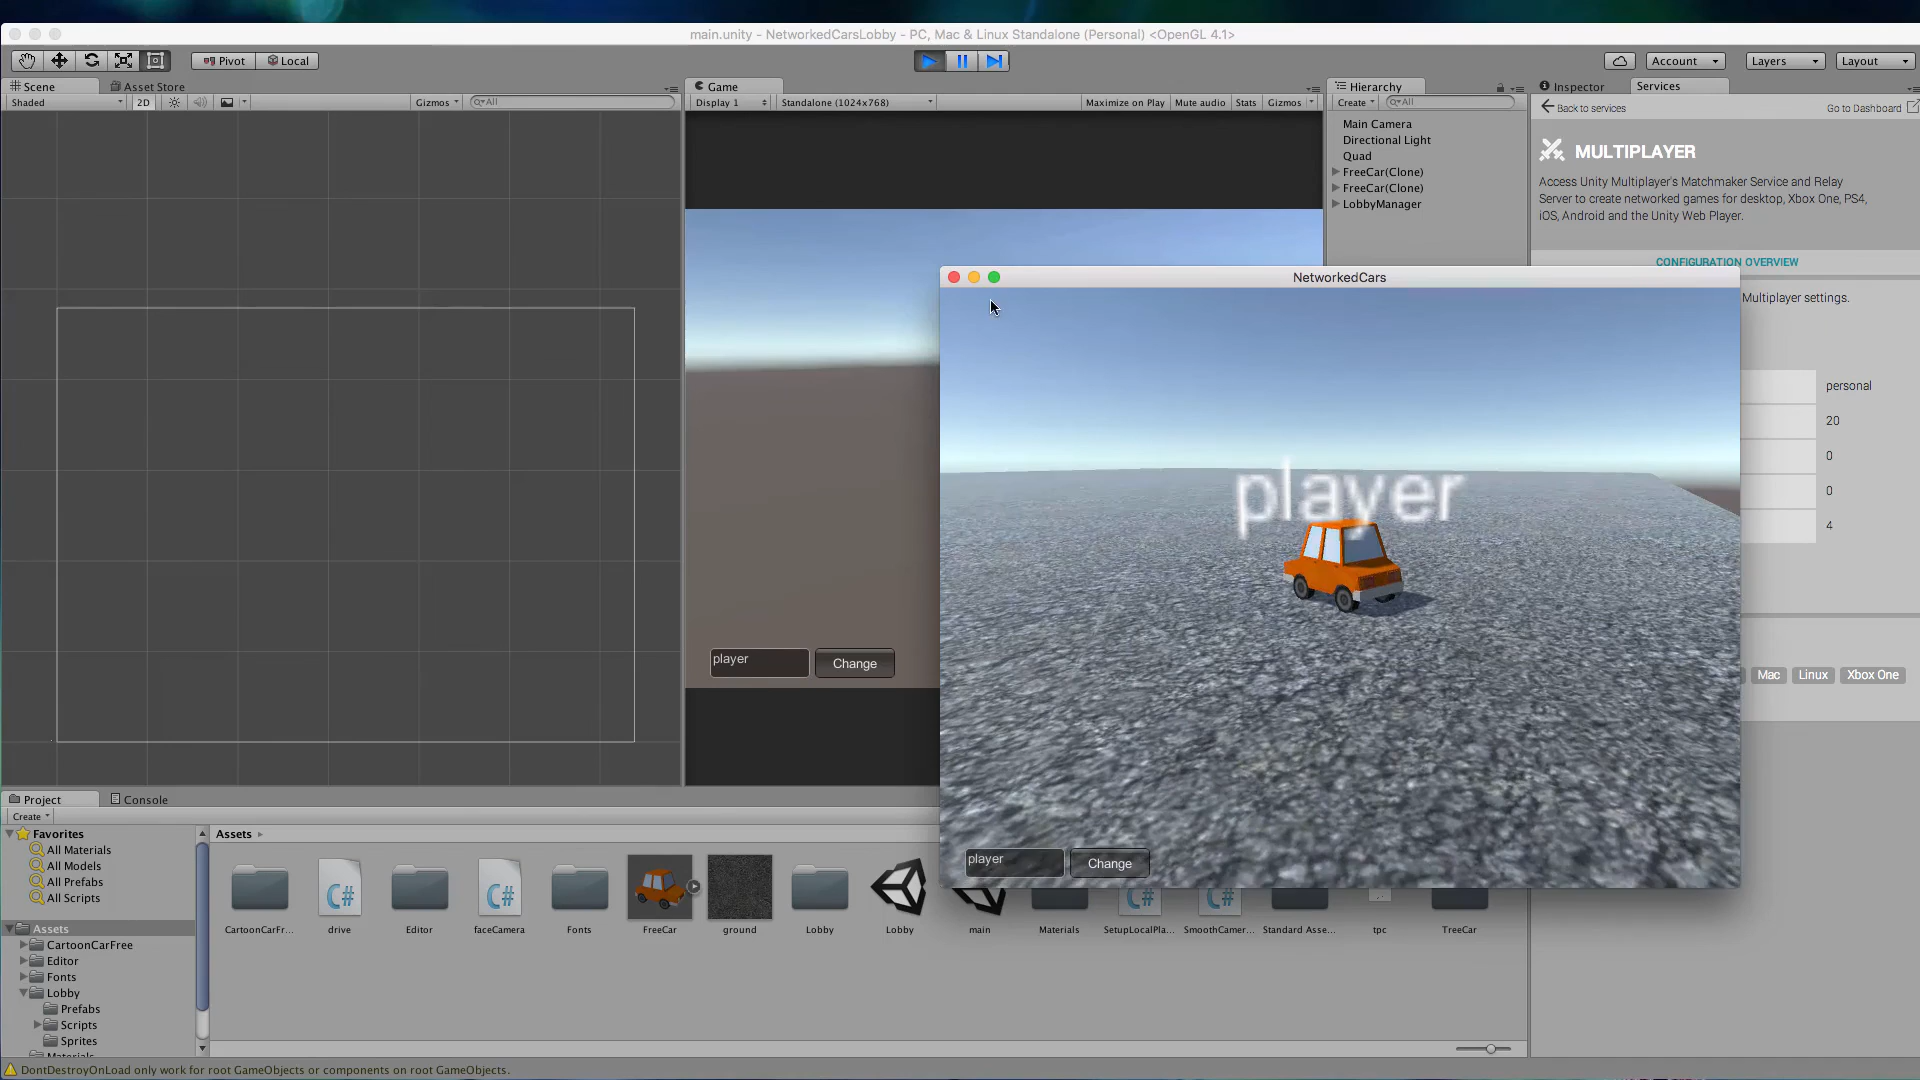 main.unity - NetworkedCarsLobby - PC, Mac & Linux Standalone (Personal) <OpenGL 4.1>
Pivot Local Account Layers Layout
Scene Asset Store Game Hierarchy Inspector Services
Shaded 2D Gizmos All Display 1 Standalone (1024x768) Maximize on Play Mute audio Stats Gizmos Create All Back to services Go to Dashboard
Main Camera
Directional Light
Quad
FreeCar(Clone)
FreeCar(Clone)
LobbyManager
MULTIPLAYER
Access Unity Multiplayer's Matchmaker Service and Relay
Server to create networked games for desktop, Xbox One, PS4,
iOS, Android and the Unity Web Player.
CONFIGURATION OVERVIEW
Multiplayer settings.
personal
20
0
0
4
Mac Linux Xbox One
NetworkedCars
player
player Change
player Change
Project Console
Create
Favorites
All Materials
All Models
All Prefabs
All Scripts
Assets
CartoonCarFree
Editor
Fonts
Lobby
Prefabs
Scripts
Sprites
Materials
Assets
CartoonCarFr... drive Editor faceCamera Fonts FreeCar ground Lobby Lobby main Materials SetupLocalPla... SmoothCamer... Standard Asse... tpc TreeCar
C# C#
DontDestroyOnLoad only work for root GameObjects or components on root GameObjects.